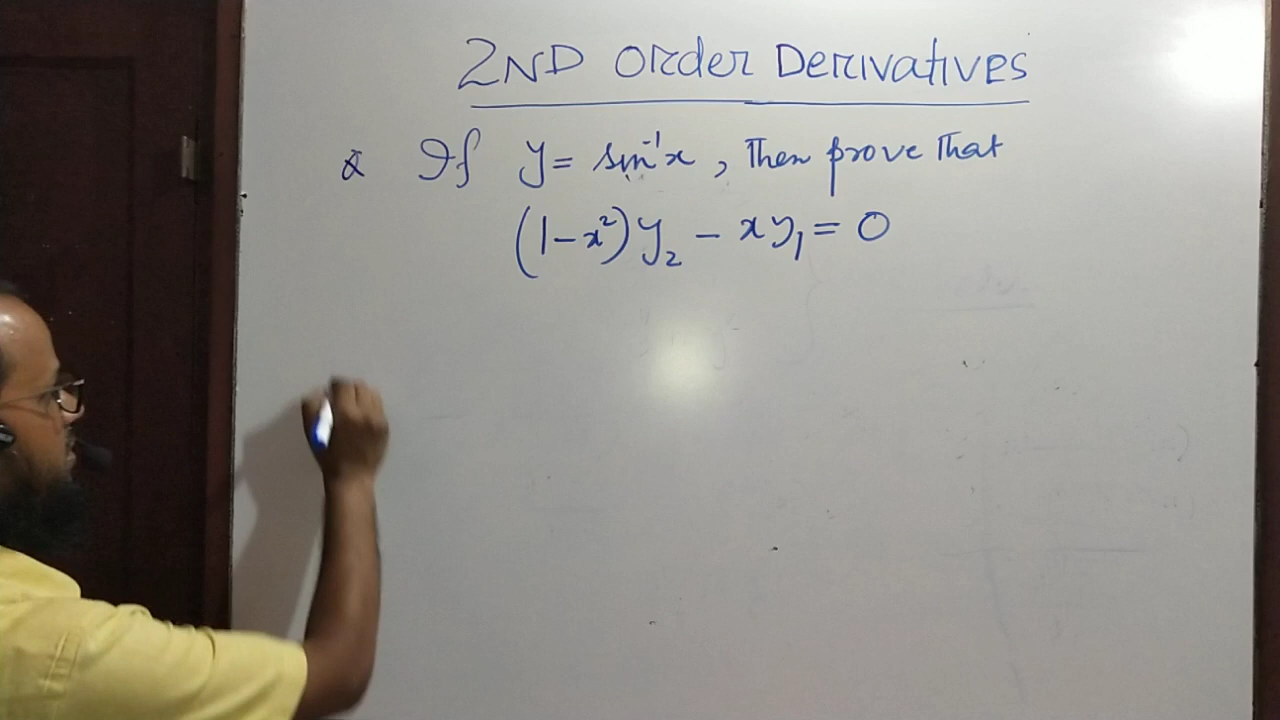 2ND Order Derivatives
If y = sin⁻¹x, then prove that
(1-x²)y₂ - xy₁ = 0